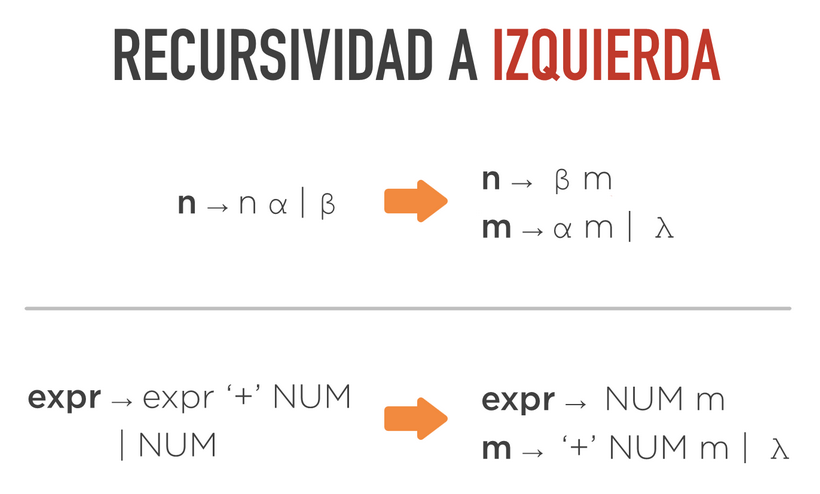 RECURSIVIDAD A IZQUIERDA
n → n α | β
n → β m
m → α m | λ
expr → expr ‘+’ NUM
| NUM
expr → NUM m
m → ‘+’ NUM m | λ